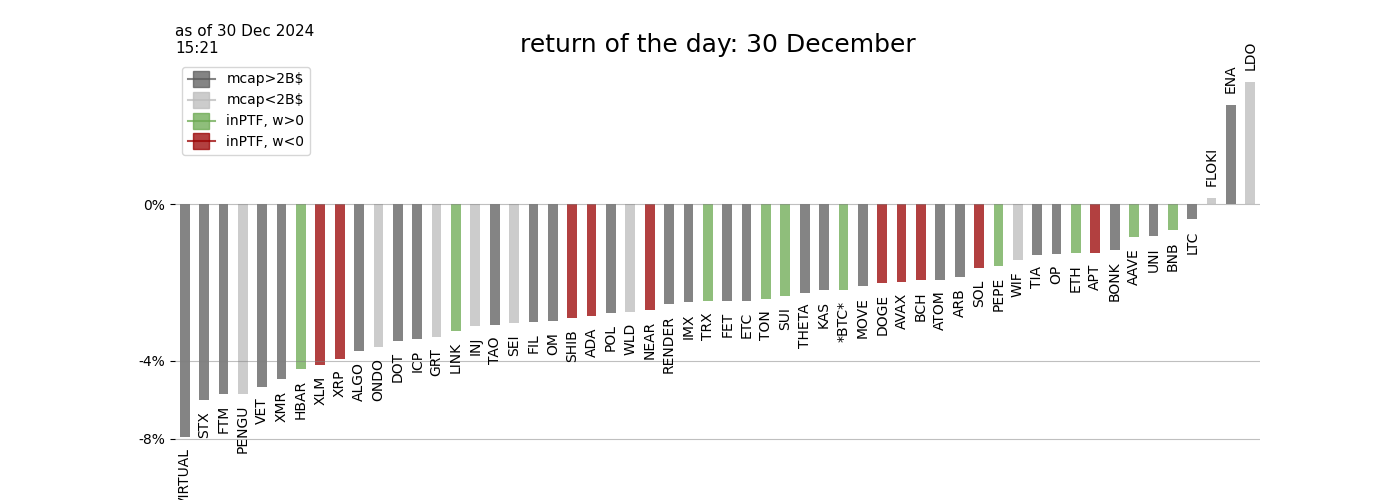 as of 30 Dec 2024
15:21
return of the day: 30 December
mcap>2B$
mcap<2B$
inPTF, w>0
inPTF, w<0
0%
-4%
-8%
VIRTUAL
STX
FTM
PENGU
VET
XMR
HBAR
XLM
XRP
ALGO
ONDO
DOT
ICP
GRT
LINK
INJ
TAO
SEI
FIL
OM
SHIB
ADA
POL
WLD
NEAR
RENDER
IMX
TRX
FET
ETC
TON
SUI
THETA
KAS
*BTC*
MOVE
DOGE
AVAX
BCH
ATOM
ARB
SOL
PEPE
WIF
TIA
OP
ETH
APT
BONK
AAVE
UNI
BNB
LTC
FLOKI
ENA
LDO